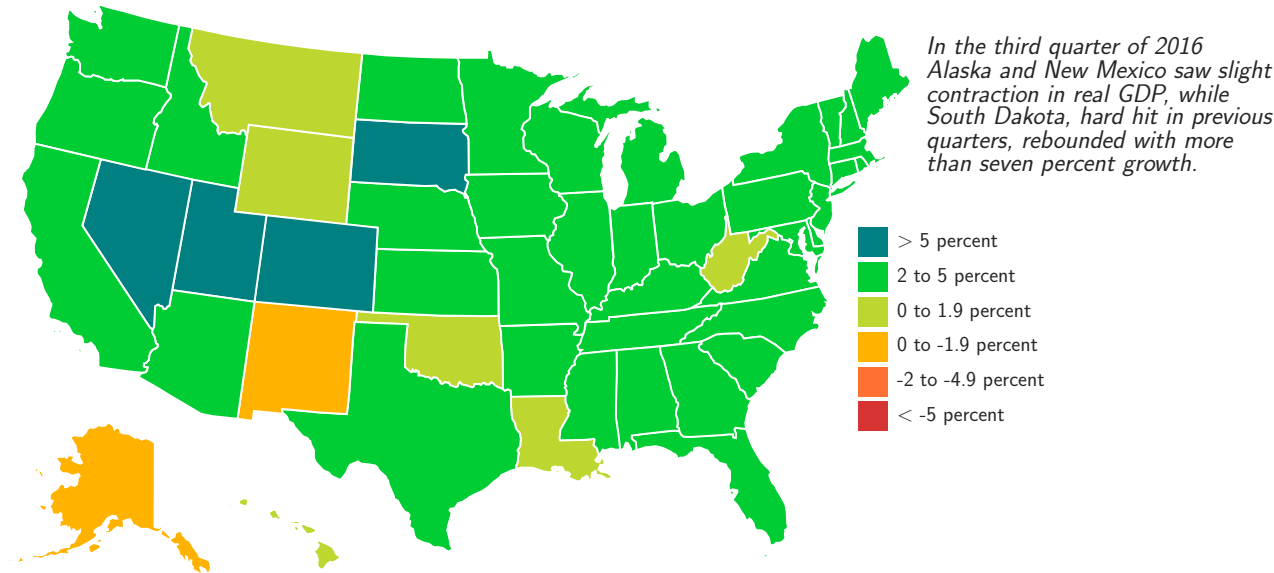 In the third quarter of 2016
Alaska and New Mexico saw slight
contraction in real GDP, while
South Dakota, hard hit in previous
quarters, rebounded with more
than seven percent growth.
> 5 percent
2 to 5 percent
0 to 1.9 percent
0 to -1.9 percent
-2 to -4.9 percent
< -5 percent